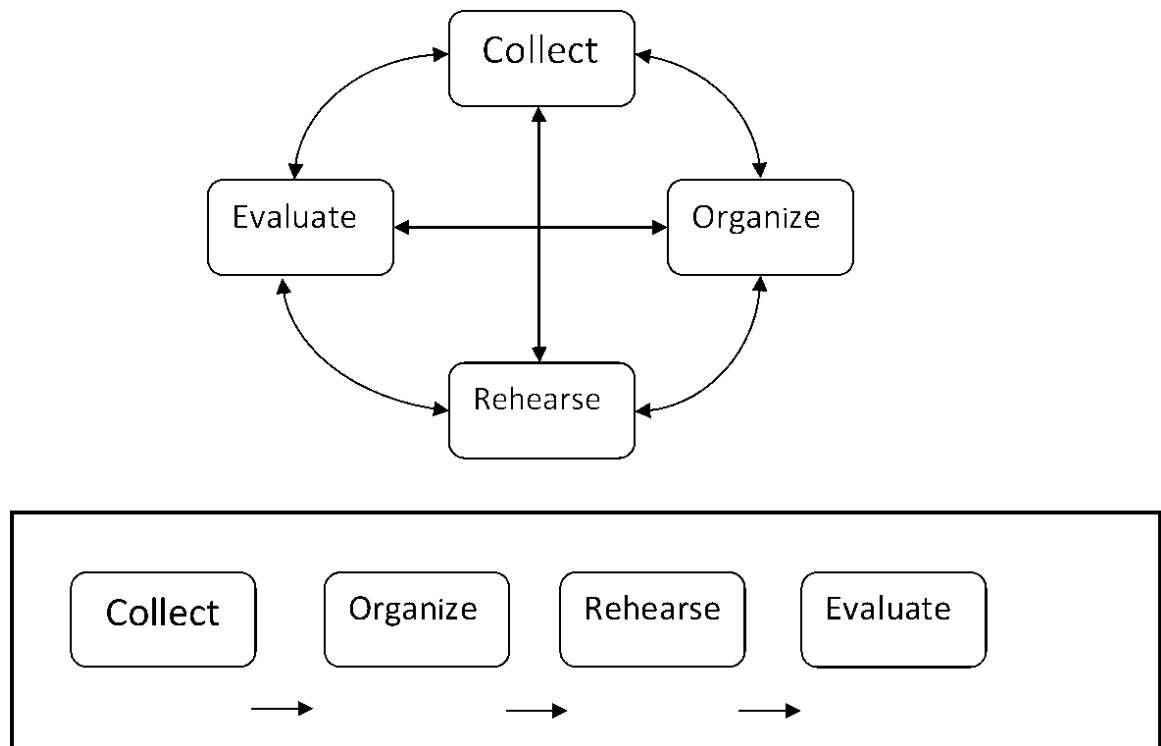 Collect
Evaluate
Organize
Rehearse
Collect
Organize
Rehearse
Evaluate